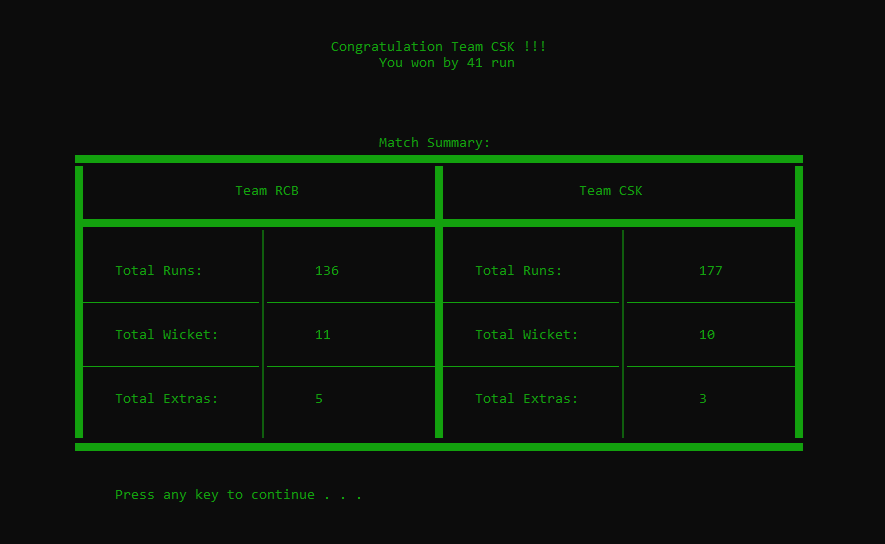 Congratulation Team CSK !!!
You won by 41 run
Match Summary:
Team RCB Team CSK
Total Runs: 136 Total Runs: 177
Total Wicket: 11 Total Wicket: 10
Total Extras: 5 Total Extras: 3
Press any key to continue . . .